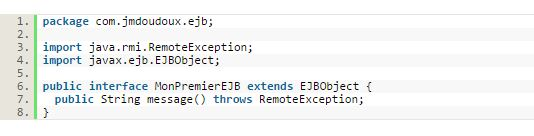 1. package com.jmdoudoux.ejb;
2.
3. import java.rmi.RemoteException;
4. import javax.ejb.EJBObject;
5.
6. public interface MonPremierEJB extends EJBObject {
7.   public String message() throws RemoteException;
8. }